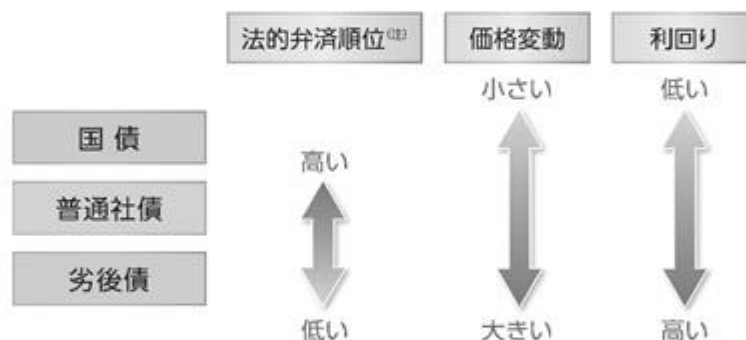 法的弁済順位(注) 価格変動 利回り
小さい 低い
国債
高い
普通社債
劣後債
低い 大きい 高い